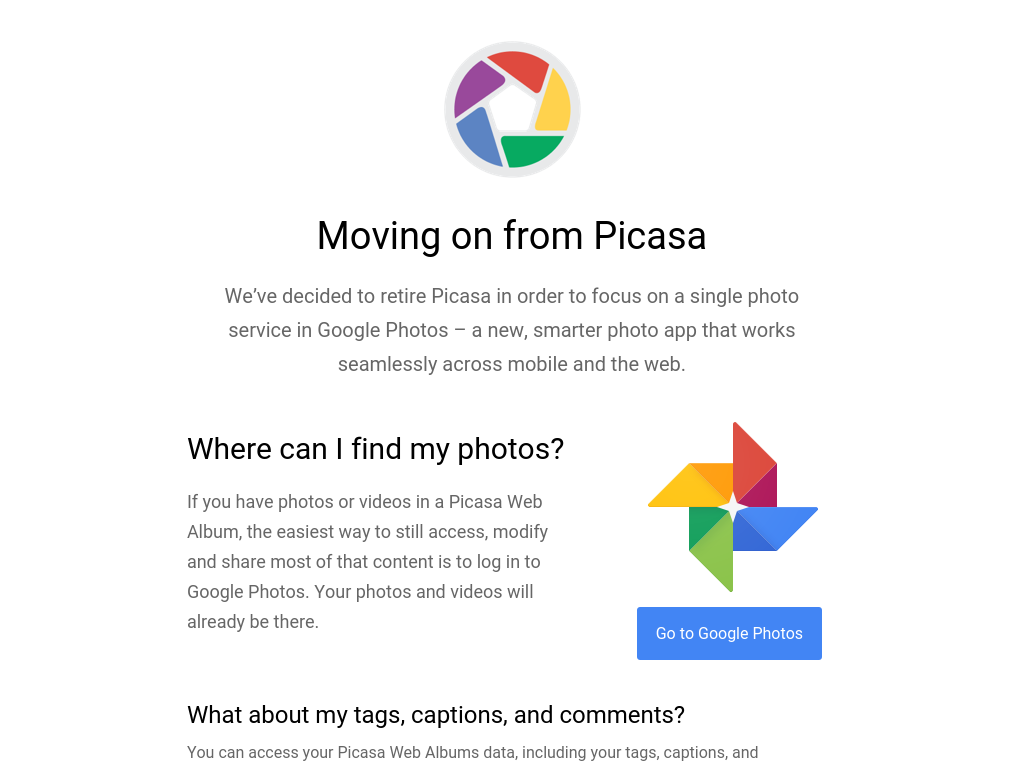 Moving on from Picasa
We’ve decided to retire Picasa in order to focus on a single photo
service in Google Photos – a new, smarter photo app that works
seamlessly across mobile and the web.
Where can I find my photos?
If you have photos or videos in a Picasa Web
Album, the easiest way to still access, modify
and share most of that content is to log in to
Google Photos. Your photos and videos will
already be there.
Go to Google Photos
What about my tags, captions, and comments?
You can access your Picasa Web Albums data, including your tags, captions, and